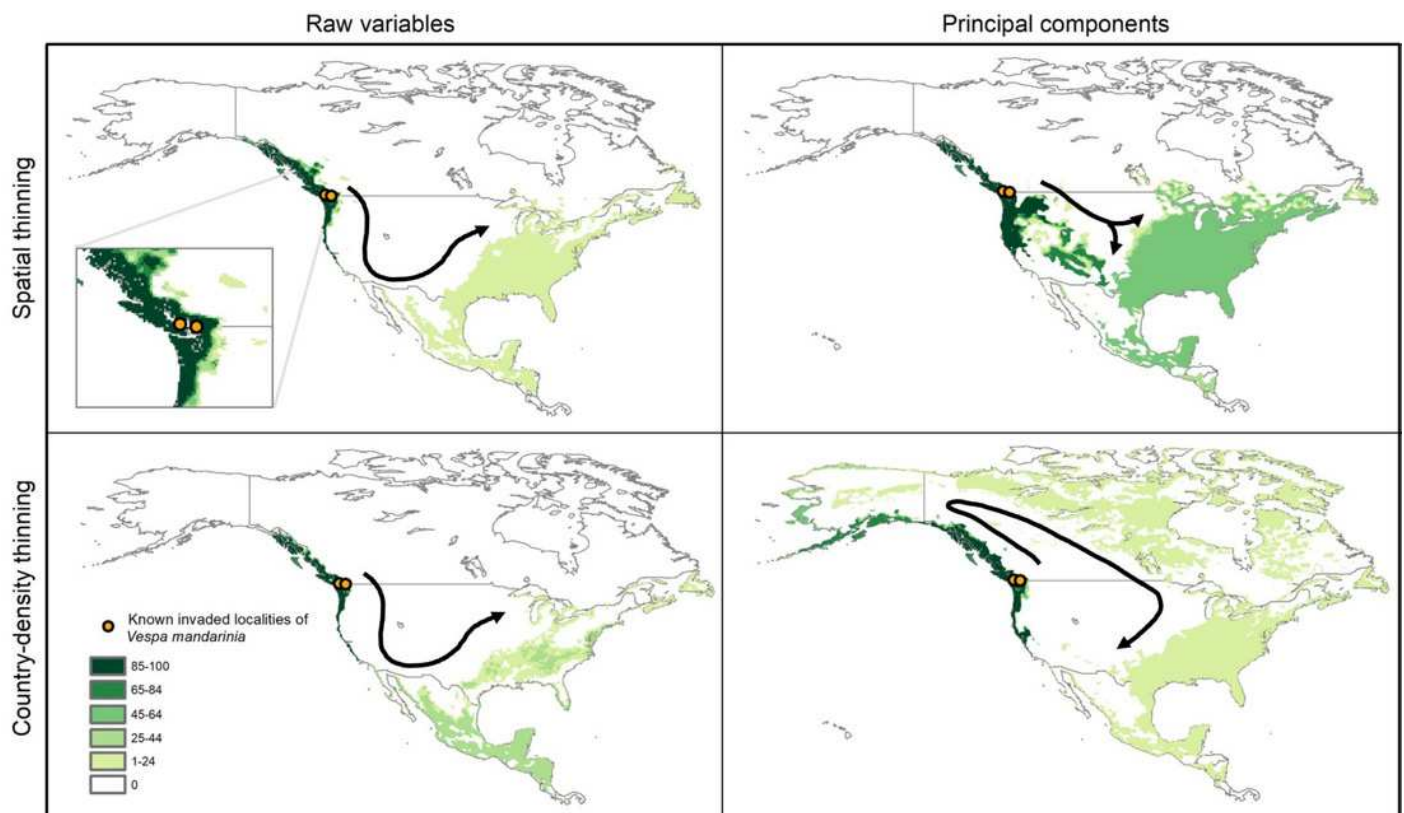 Raw variables
Principal components
Spatial thinning
Country-density thinning
Known invaded localities of
Vespa mandarinia
85-100
65-84
45-64
25-44
1-24
0